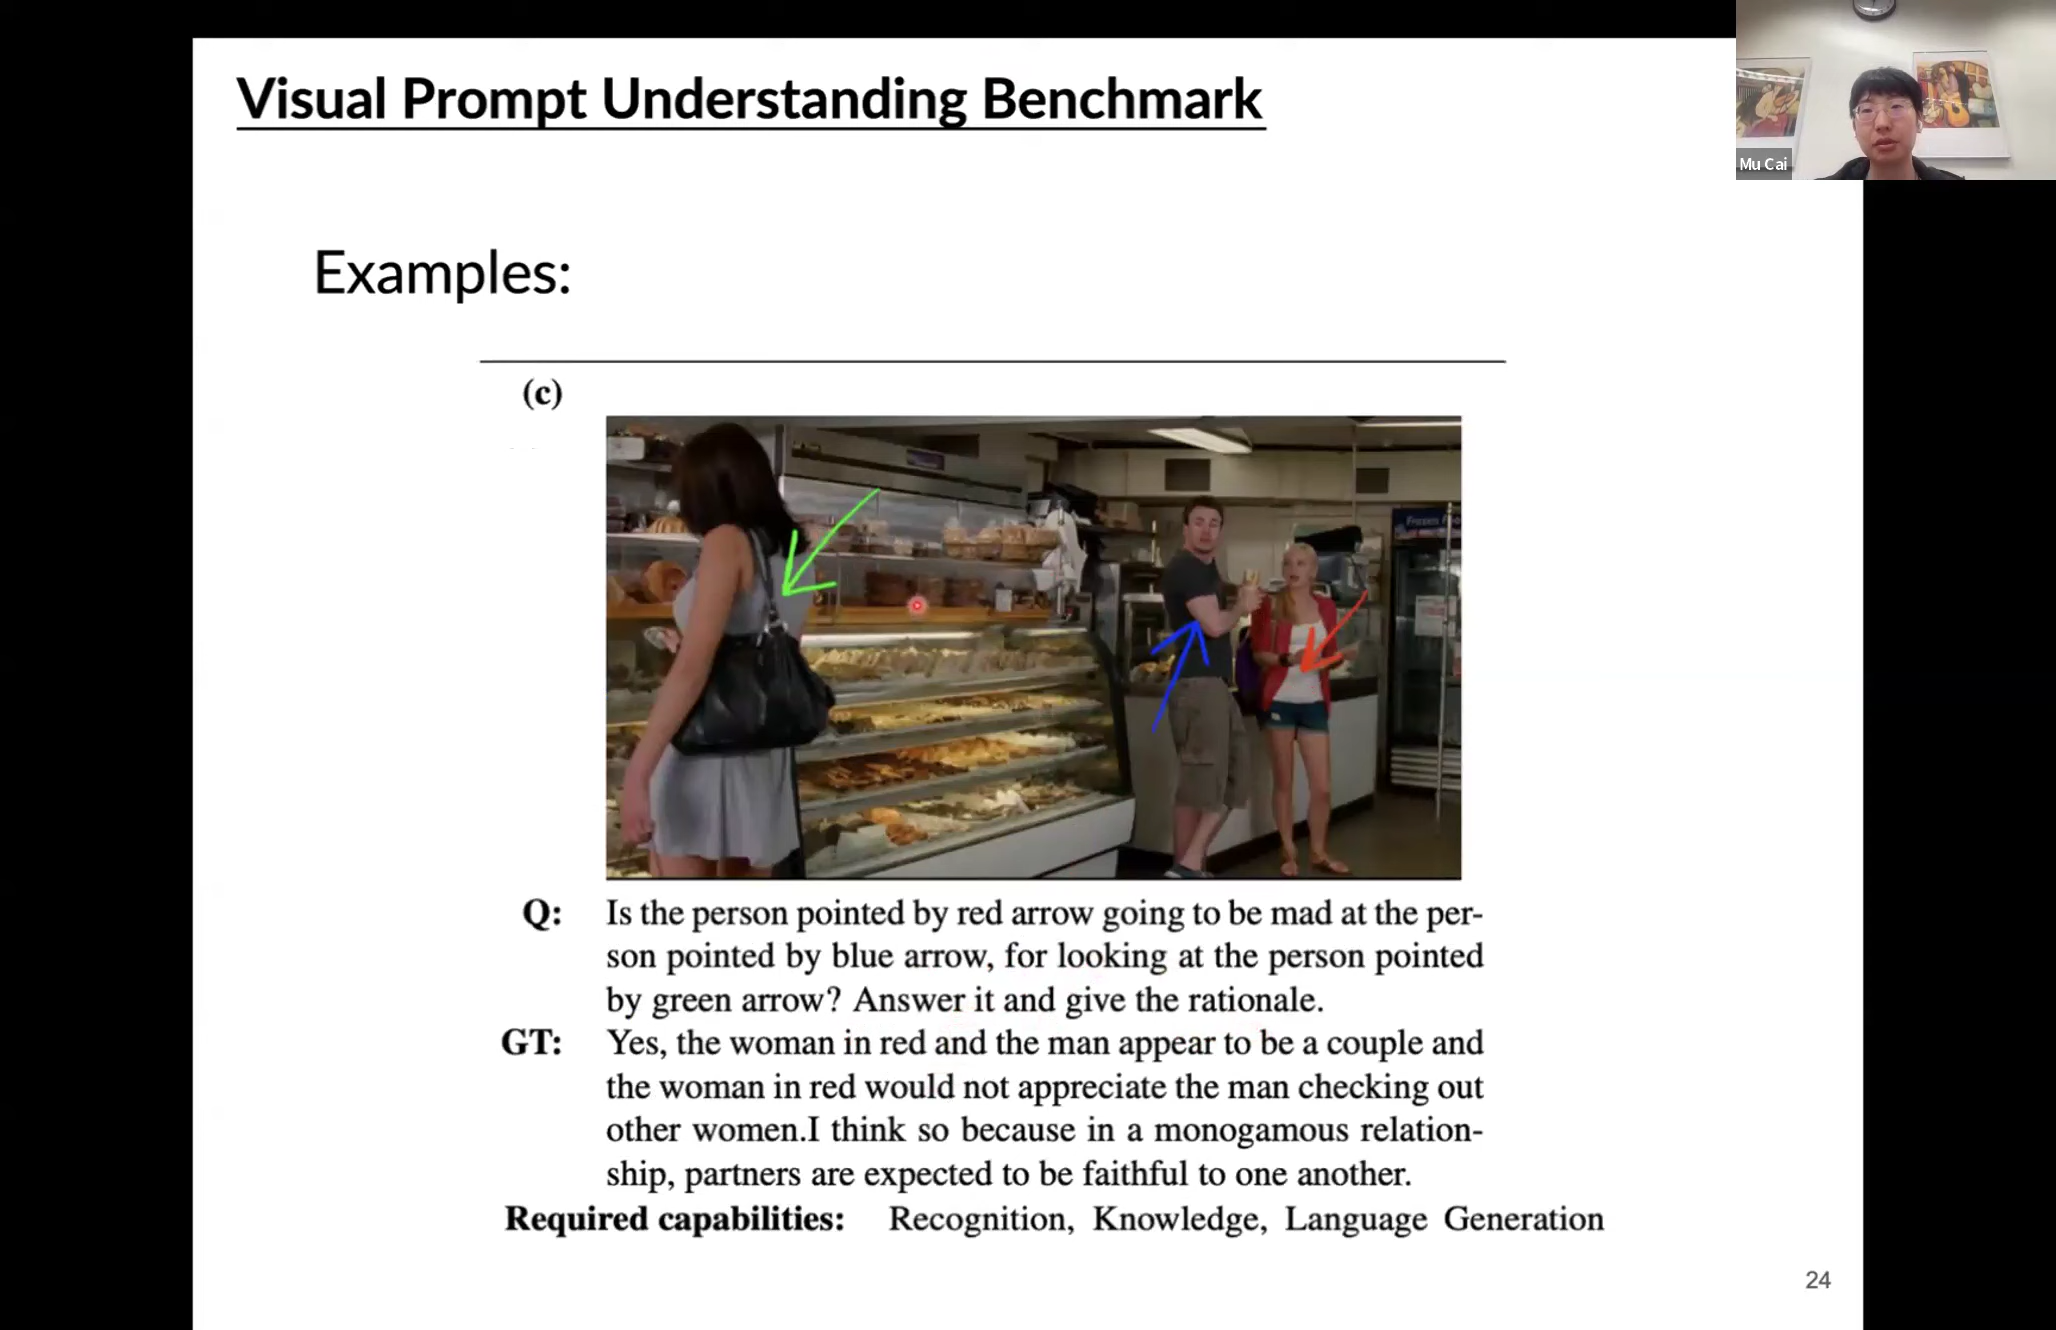 Visual Prompt Understanding Benchmark
Mu Cai
Examples:
(c)
Frozen
Q: Is the person pointed by red arrow going to be mad at the per-
son pointed by blue arrow, for looking at the person pointed
by green arrow? Answer it and give the rationale.
GT: Yes, the woman in red and the man appear to be a couple and
the woman in red would not appreciate the man checking out
other women.I think so because in a monogamous relation-
ship, partners are expected to be faithful to one another.
Required capabilities: Recognition, Knowledge, Language Generation
24